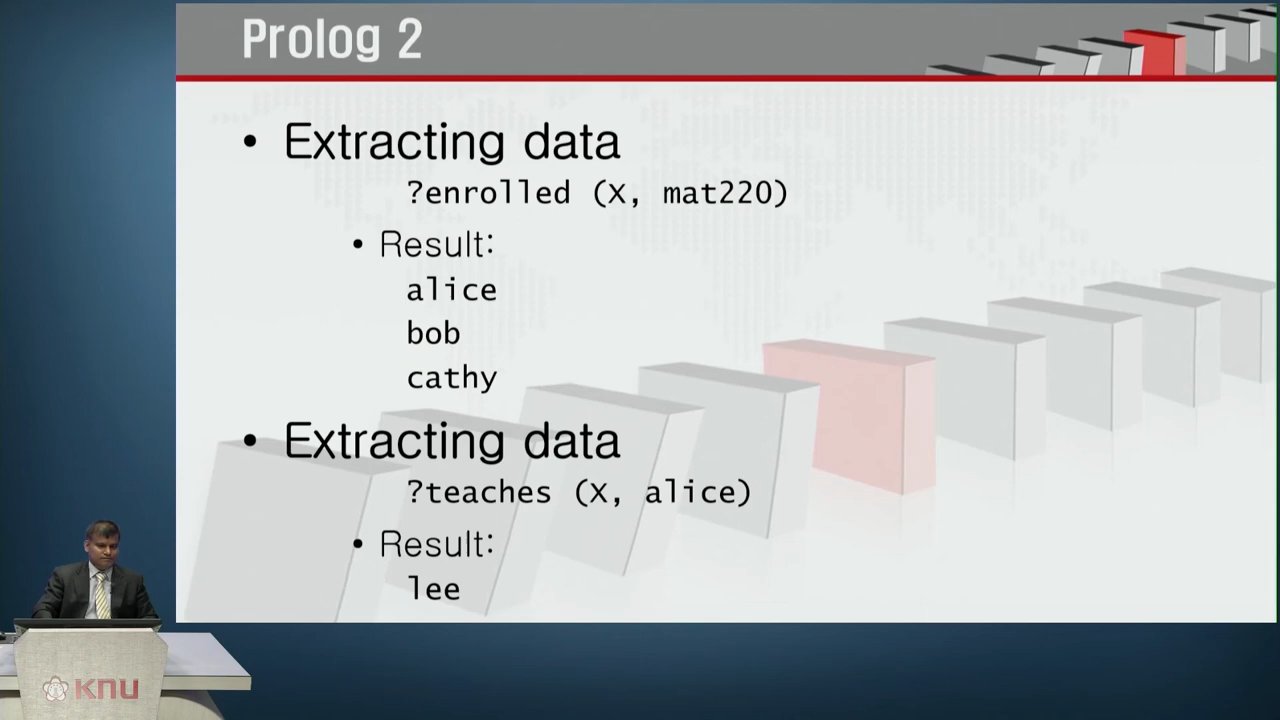 Prolog 2
• Extracting data
?enrolled (X, mat220)
• Result:
alice
bob
cathy
• Extracting data
?teaches (X, alice)
• Result:
lee
KNU